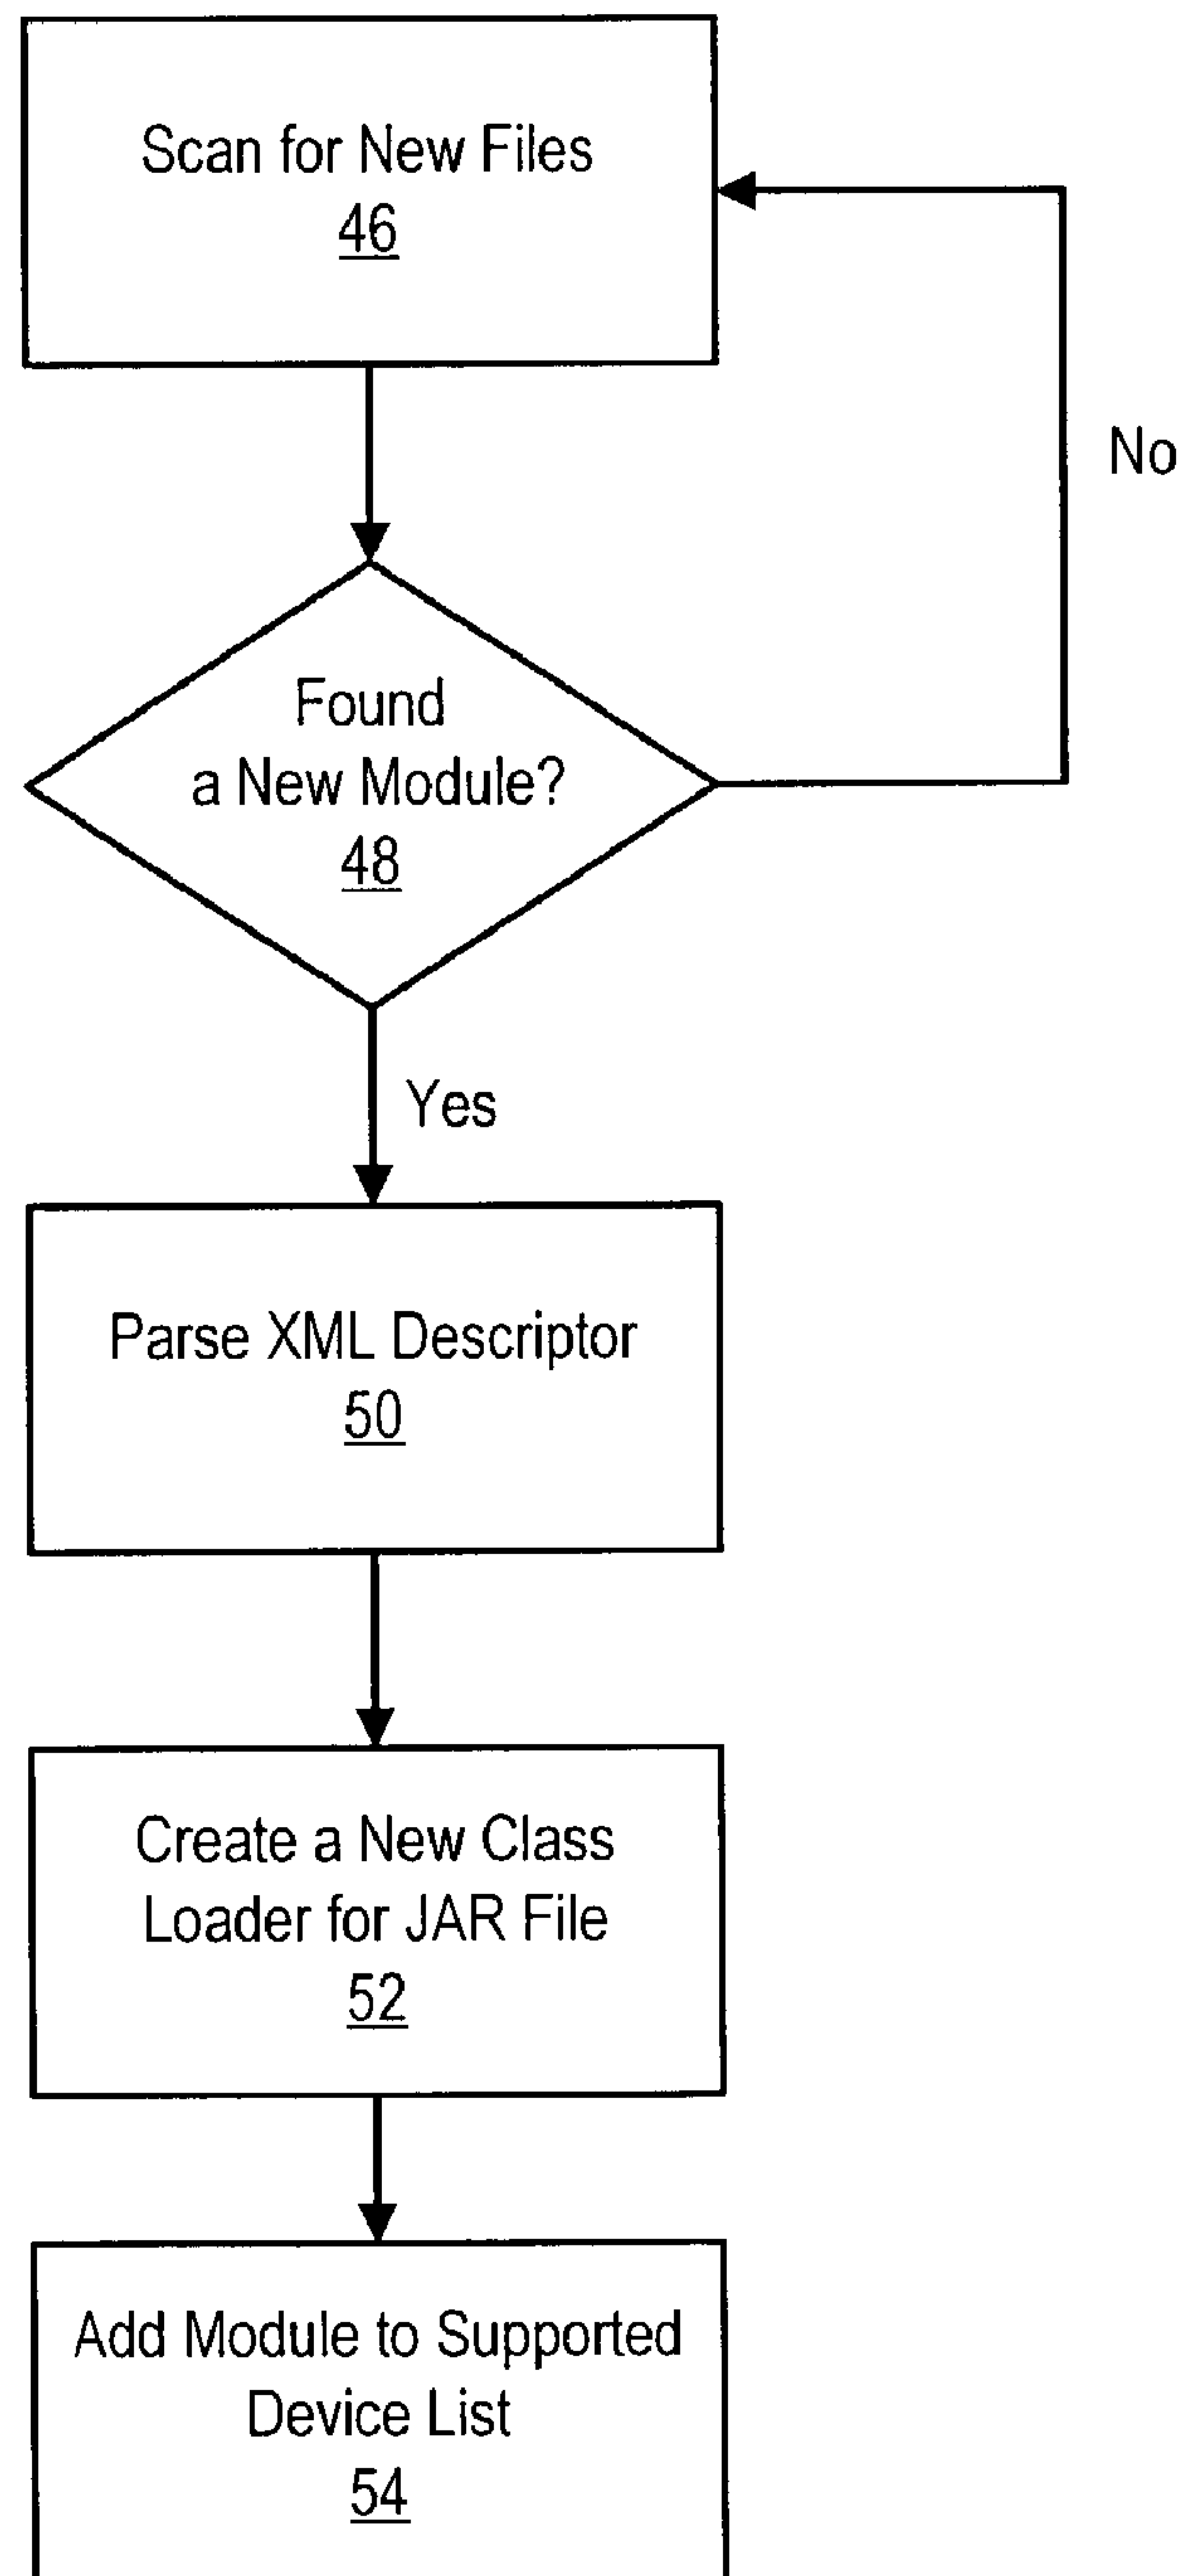 Scan for New Files
46
No
Found
a New Module?
48
Yes
Parse XML Descriptor
50
Create a New Class
Loader for JAR File
52
Add Module to Supported
Device List
54